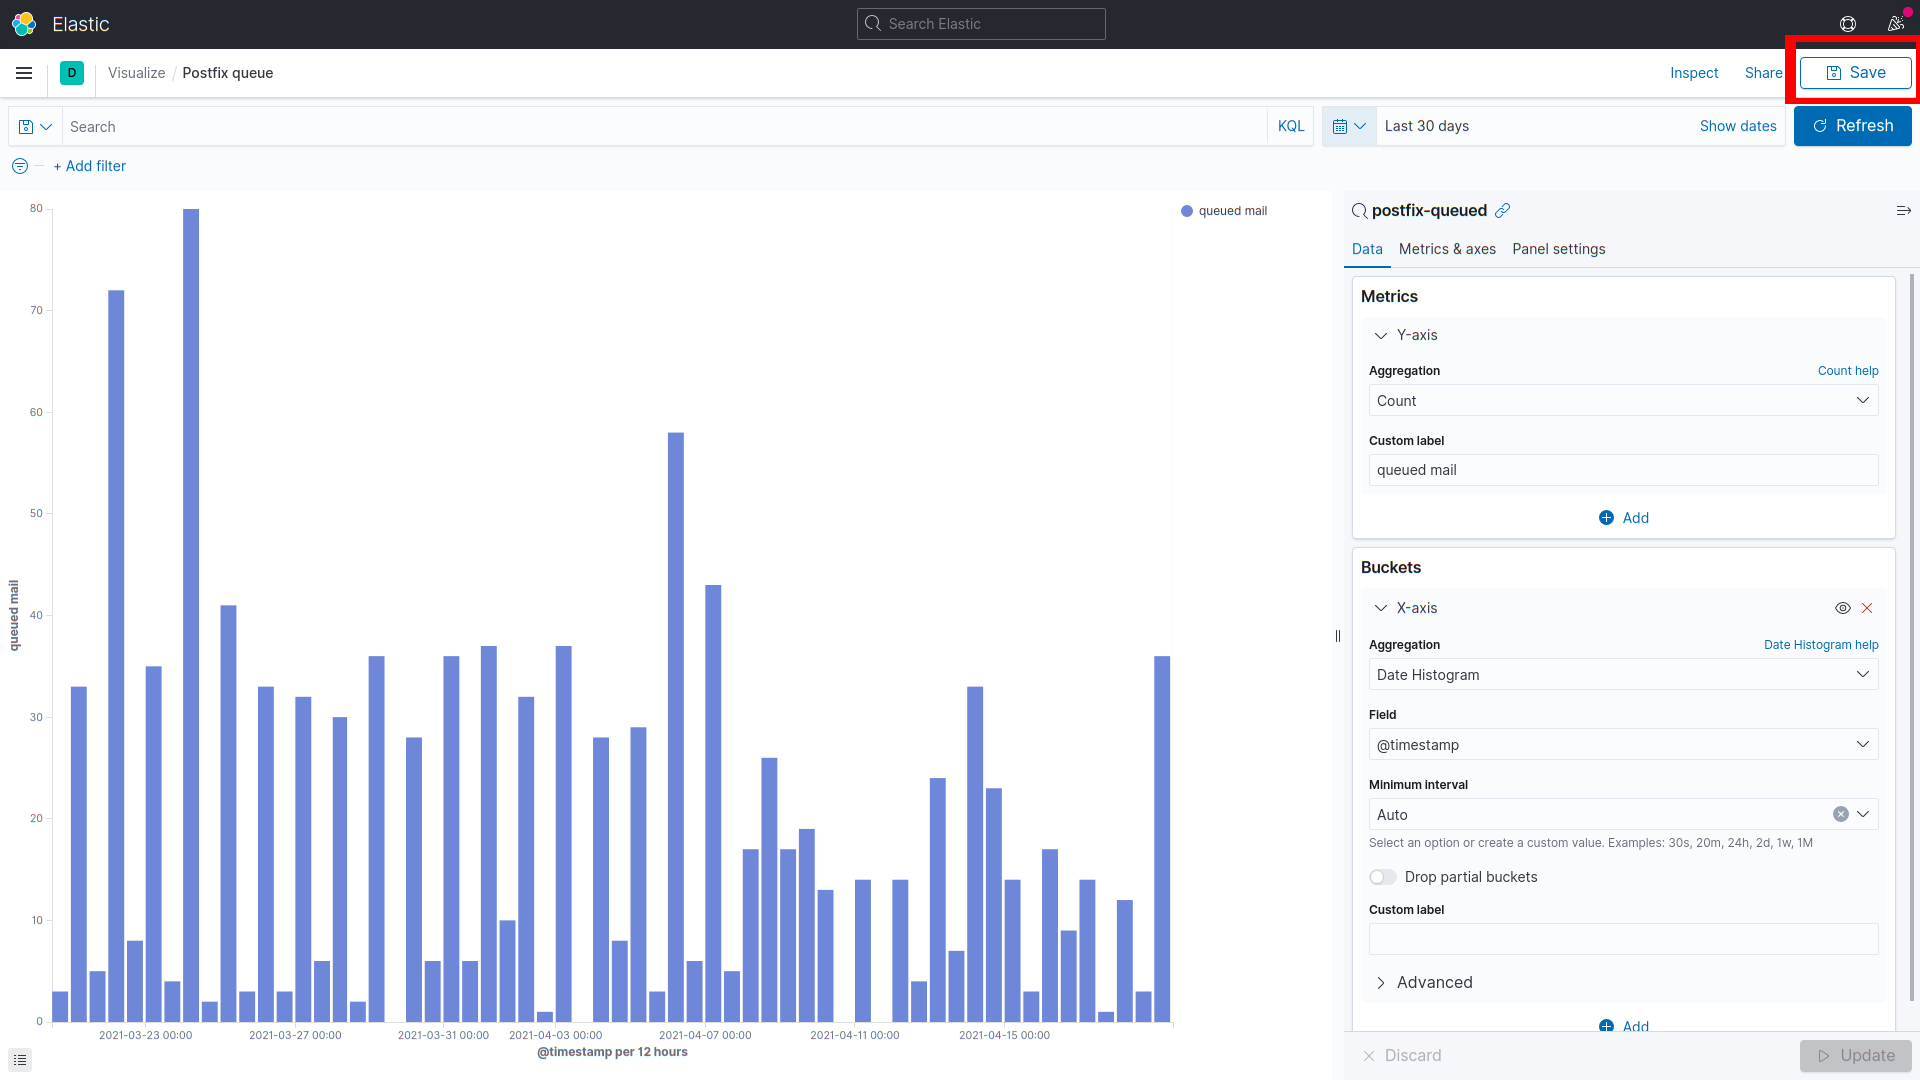 Elastic
Search Elastic
D
Visualize / Postfix queue
Inspect
Share
Save
Search
KQL
Last 30 days
Show dates
Refresh
+ Add filter
80
70
60
50
40
30
20
10
0
queued mail
2021-03-23 00:00
2021-03-27 00:00
2021-03-31 00:00
2021-04-03 00:00
2021-04-07 00:00
2021-04-11 00:00
2021-04-15 00:00
@timestamp per 12 hours
queued mail
postfix-queued
Data
Metrics & axes
Panel settings
Metrics
Y-axis
Aggregation
Count help
Count
Custom label
queued mail
Add
Buckets
X-axis
Aggregation
Date Histogram help
Date Histogram
Field
@timestamp
Minimum interval
Auto
Select an option or create a custom value. Examples: 30s, 20m, 24h, 2d, 1w, 1M
Drop partial buckets
Custom label
Advanced
Add
Discard
Update